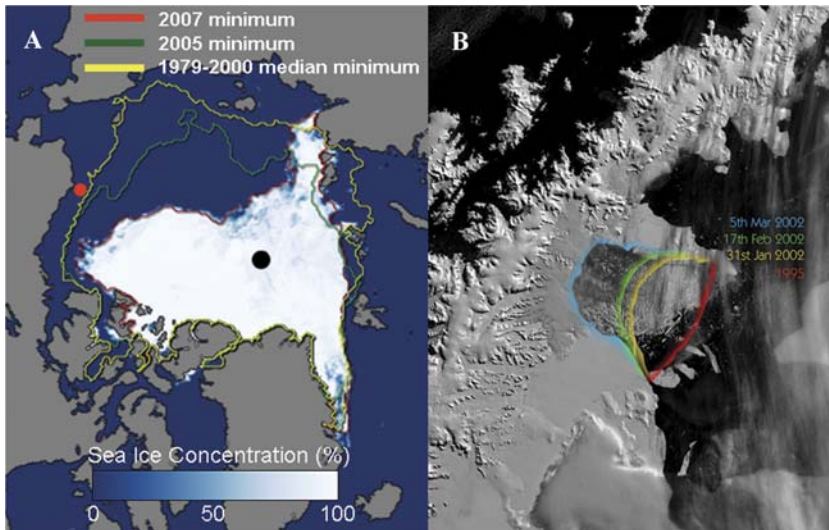 A
2007 minimum
2005 minimum
1979-2000 median minimum
Sea Ice Concentration (%)
0 50 100
B
5th Mar 2002
17th Feb 2002
31st Jan 2002
1995